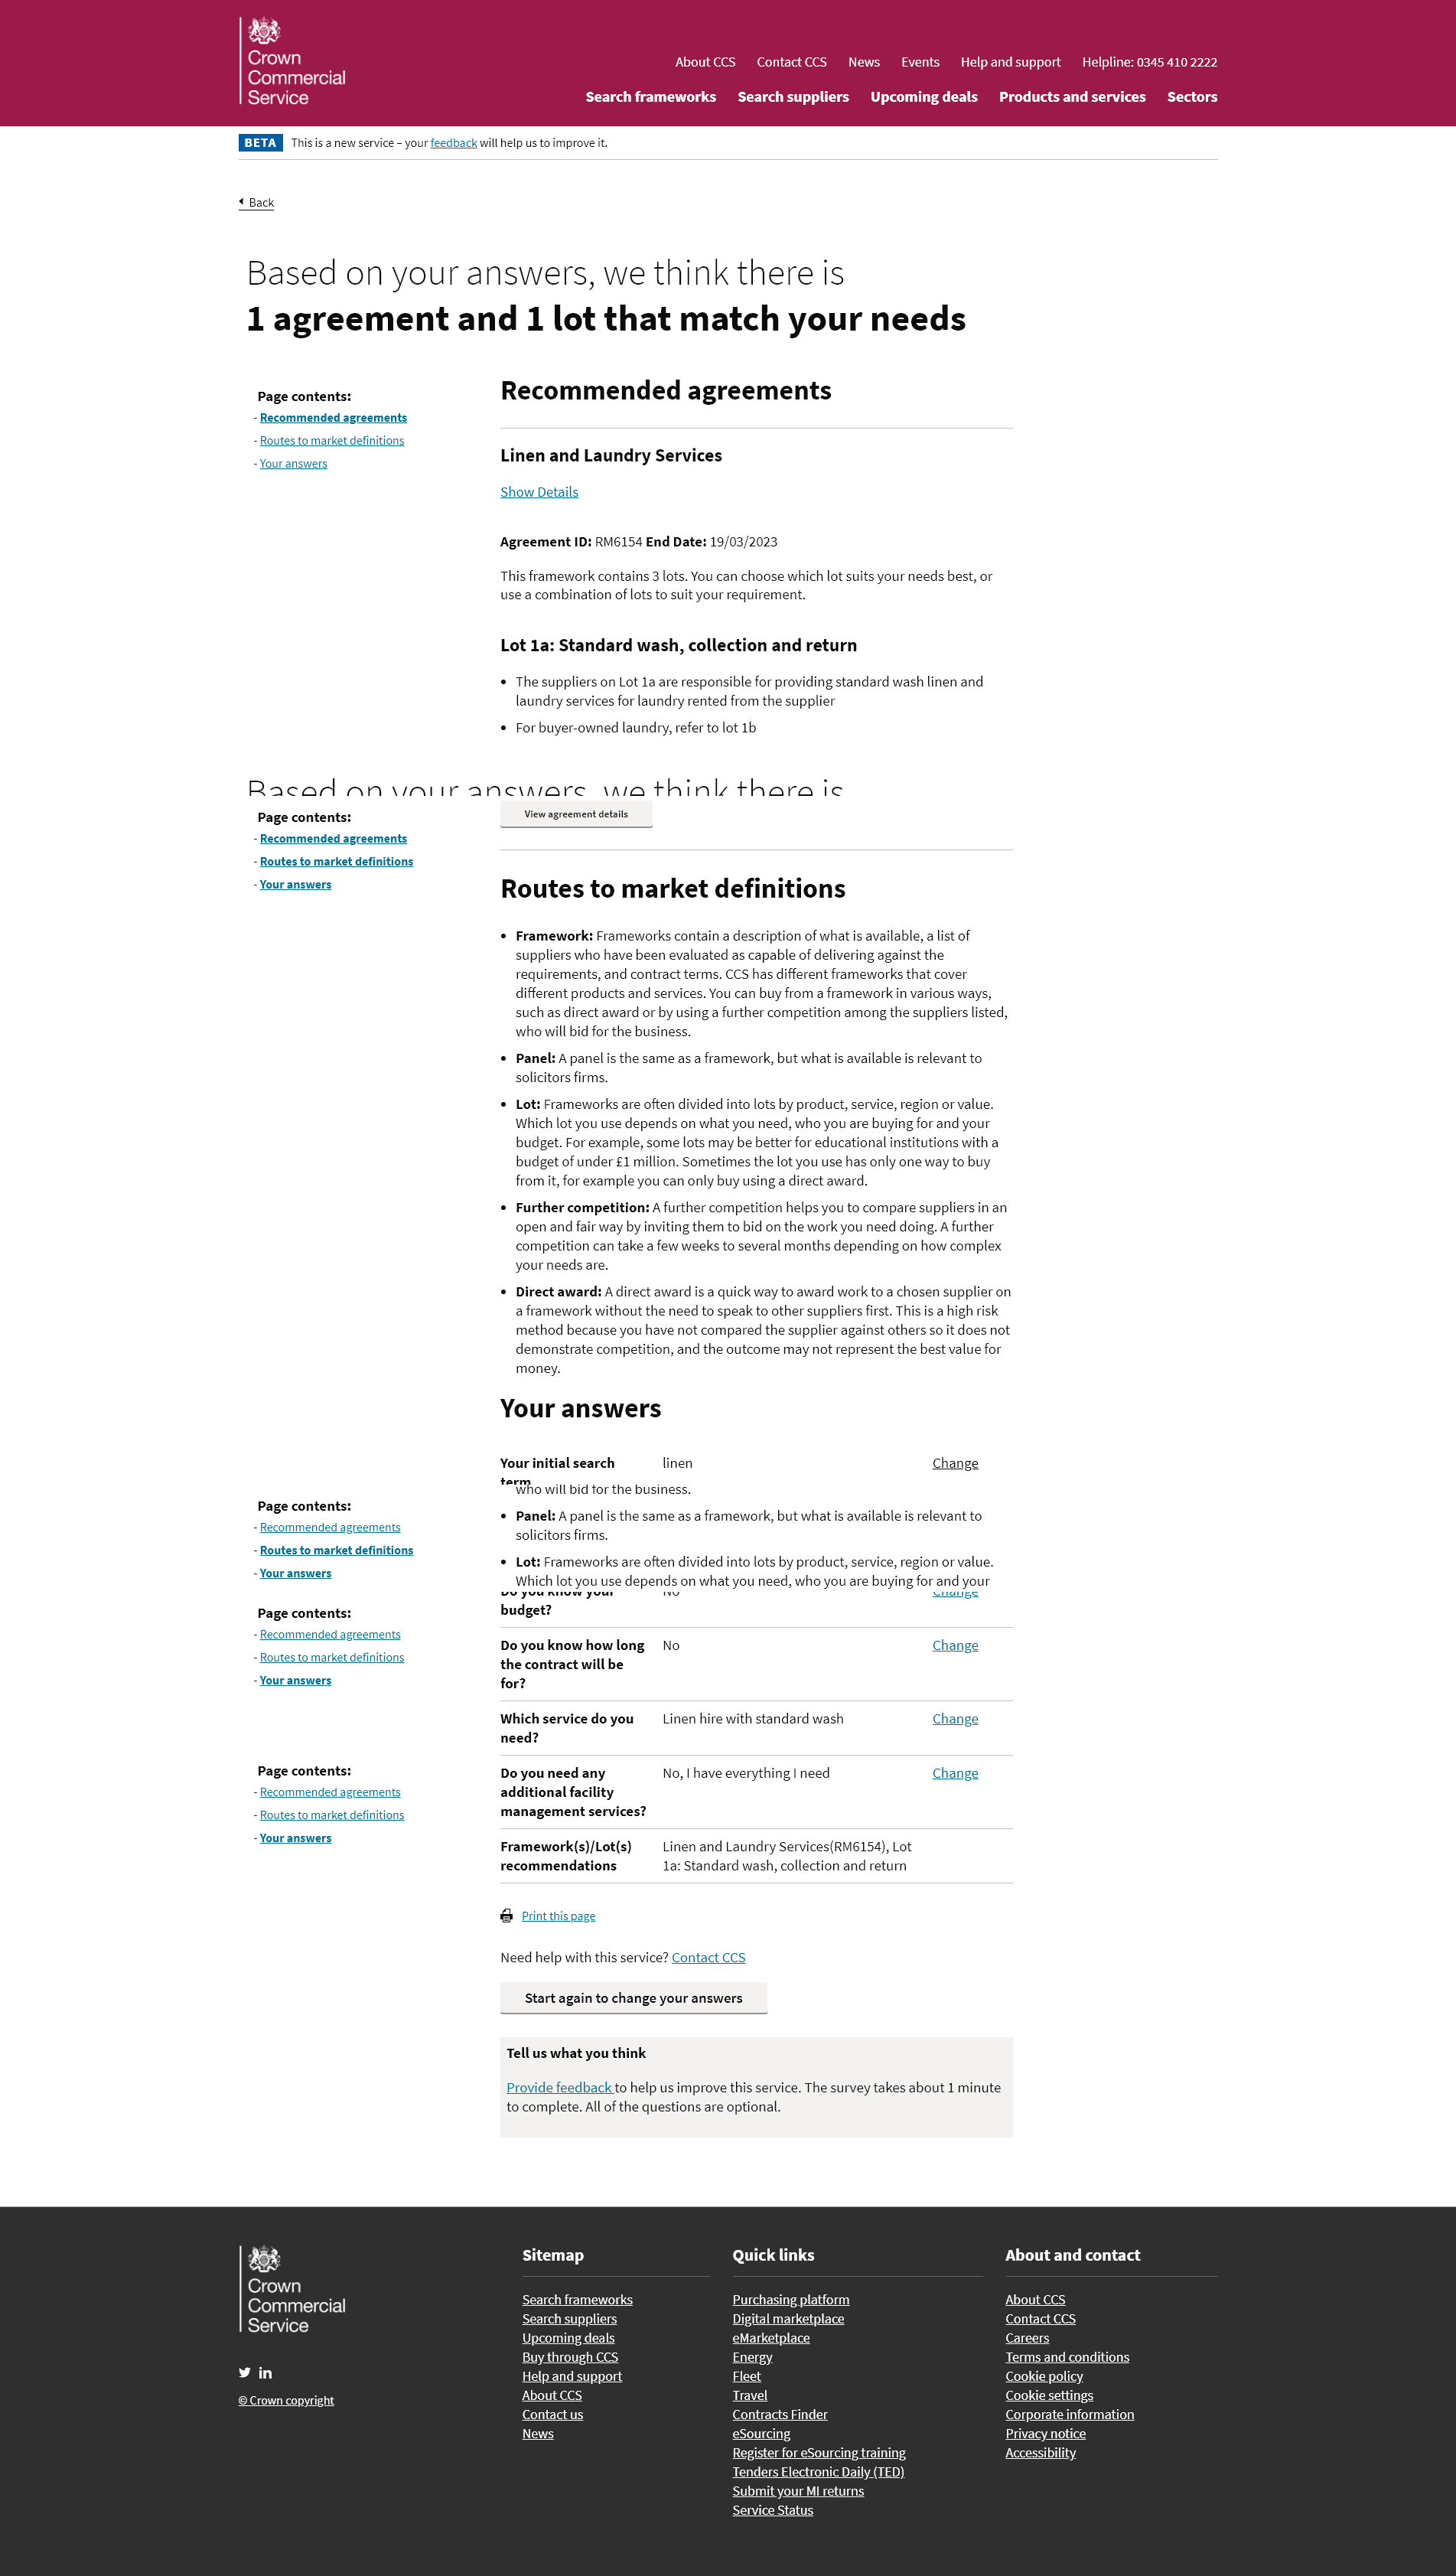 Crown
Commercial
Service
About CCS Contact CCS News Events Help and support Helpline: 0345 410 2222
Search frameworks Search suppliers Upcoming deals Products and services Sectors
BETA This is a new service – your feedback will help us to improve it.
Back
Based on your answers, we think there is
1 agreement and 1 lot that match your needs
Page contents:
- Recommended agreements
- Routes to market definitions
- Your answers
Recommended agreements
Linen and Laundry Services
Show Details
Agreement ID: RM6154 End Date: 19/03/2023
This framework contains 3 lots. You can choose which lot suits your needs best, or
use a combination of lots to suit your requirement.
Lot 1a: Standard wash, collection and return
• The suppliers on Lot 1a are responsible for providing standard wash linen and
laundry services for laundry rented from the supplier
• For buyer-owned laundry, refer to lot 1b
Based on your answers, we think there is
Page contents:
- Recommended agreements
- Routes to market definitions
- Your answers
View agreement details
Routes to market definitions
• Framework: Frameworks contain a description of what is available, a list of
suppliers who have been evaluated as capable of delivering against the
requirements, and contract terms. CCS has different frameworks that cover
different products and services. You can buy from a framework in various ways,
such as direct award or by using a further competition among the suppliers listed,
who will bid for the business.
• Panel: A panel is the same as a framework, but what is available is relevant to
solicitors firms.
• Lot: Frameworks are often divided into lots by product, service, region or value.
Which lot you use depends on what you need, who you are buying for and your
budget. For example, some lots may be better for educational institutions with a
budget of under £1 million. Sometimes the lot you use has only one way to buy
from it, for example you can only buy using a direct award.
• Further competition: A further competition helps you to compare suppliers in an
open and fair way by inviting them to bid on the work you need doing. A further
competition can take a few weeks to several months depending on how complex
your needs are.
• Direct award: A direct award is a quick way to award work to a chosen supplier on
a framework without the need to speak to other suppliers first. This is a high risk
method because you have not compared the supplier against others so it does not
demonstrate competition, and the outcome may not represent the best value for
money.
Your answers
Your initial search linen Change
term
who will bid for the business.
Page contents:
- Recommended agreements
- Routes to market definitions
- Your answers
• Panel: A panel is the same as a framework, but what is available is relevant to
solicitors firms.
• Lot: Frameworks are often divided into lots by product, service, region or value.
Which lot you use depends on what you need, who you are buying for and your
Do you know your No Change
budget?
Page contents:
- Recommended agreements
- Routes to market definitions
- Your answers
Do you know how long No Change
the contract will be
for?
Which service do you Linen hire with standard wash Change
need?
Page contents:
- Recommended agreements
- Routes to market definitions
- Your answers
Do you need any No, I have everything I need Change
additional facility
management services?
Framework(s)/Lot(s) Linen and Laundry Services(RM6154), Lot
recommendations 1a: Standard wash, collection and return
Print this page
Need help with this service? Contact CCS
Start again to change your answers
Tell us what you think
Provide feedback to help us improve this service. The survey takes about 1 minute
to complete. All of the questions are optional.
Crown
Commercial
Service
© Crown copyright
Sitemap
Search frameworks
Search suppliers
Upcoming deals
Buy through CCS
Help and support
About CCS
Contact us
News
Quick links
Purchasing platform
Digital marketplace
eMarketplace
Energy
Fleet
Travel
Contracts Finder
eSourcing
Register for eSourcing training
Tenders Electronic Daily (TED)
Submit your MI returns
Service Status
About and contact
About CCS
Contact CCS
Careers
Terms and conditions
Cookie policy
Cookie settings
Corporate information
Privacy notice
Accessibility